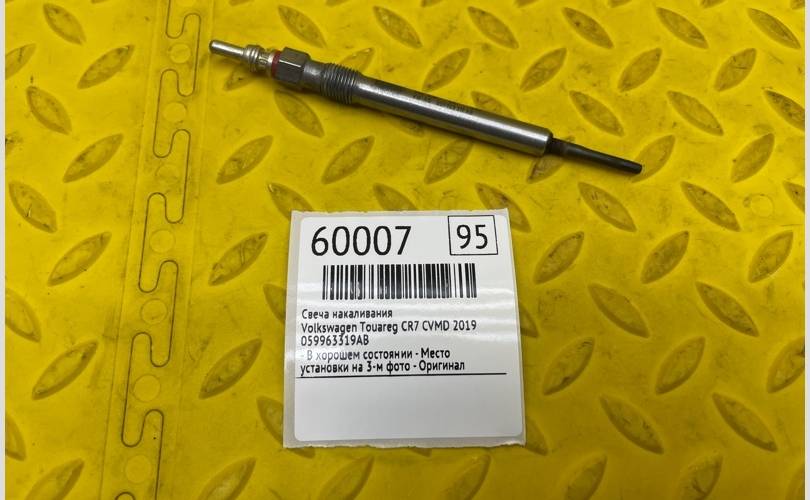 60007 95
Свеча накаливания
Volkswagen Touareg CR7 CVMD 2019
059963319AB
- В хорошем состоянии - Место
установки на 3-м фото - Оригинал